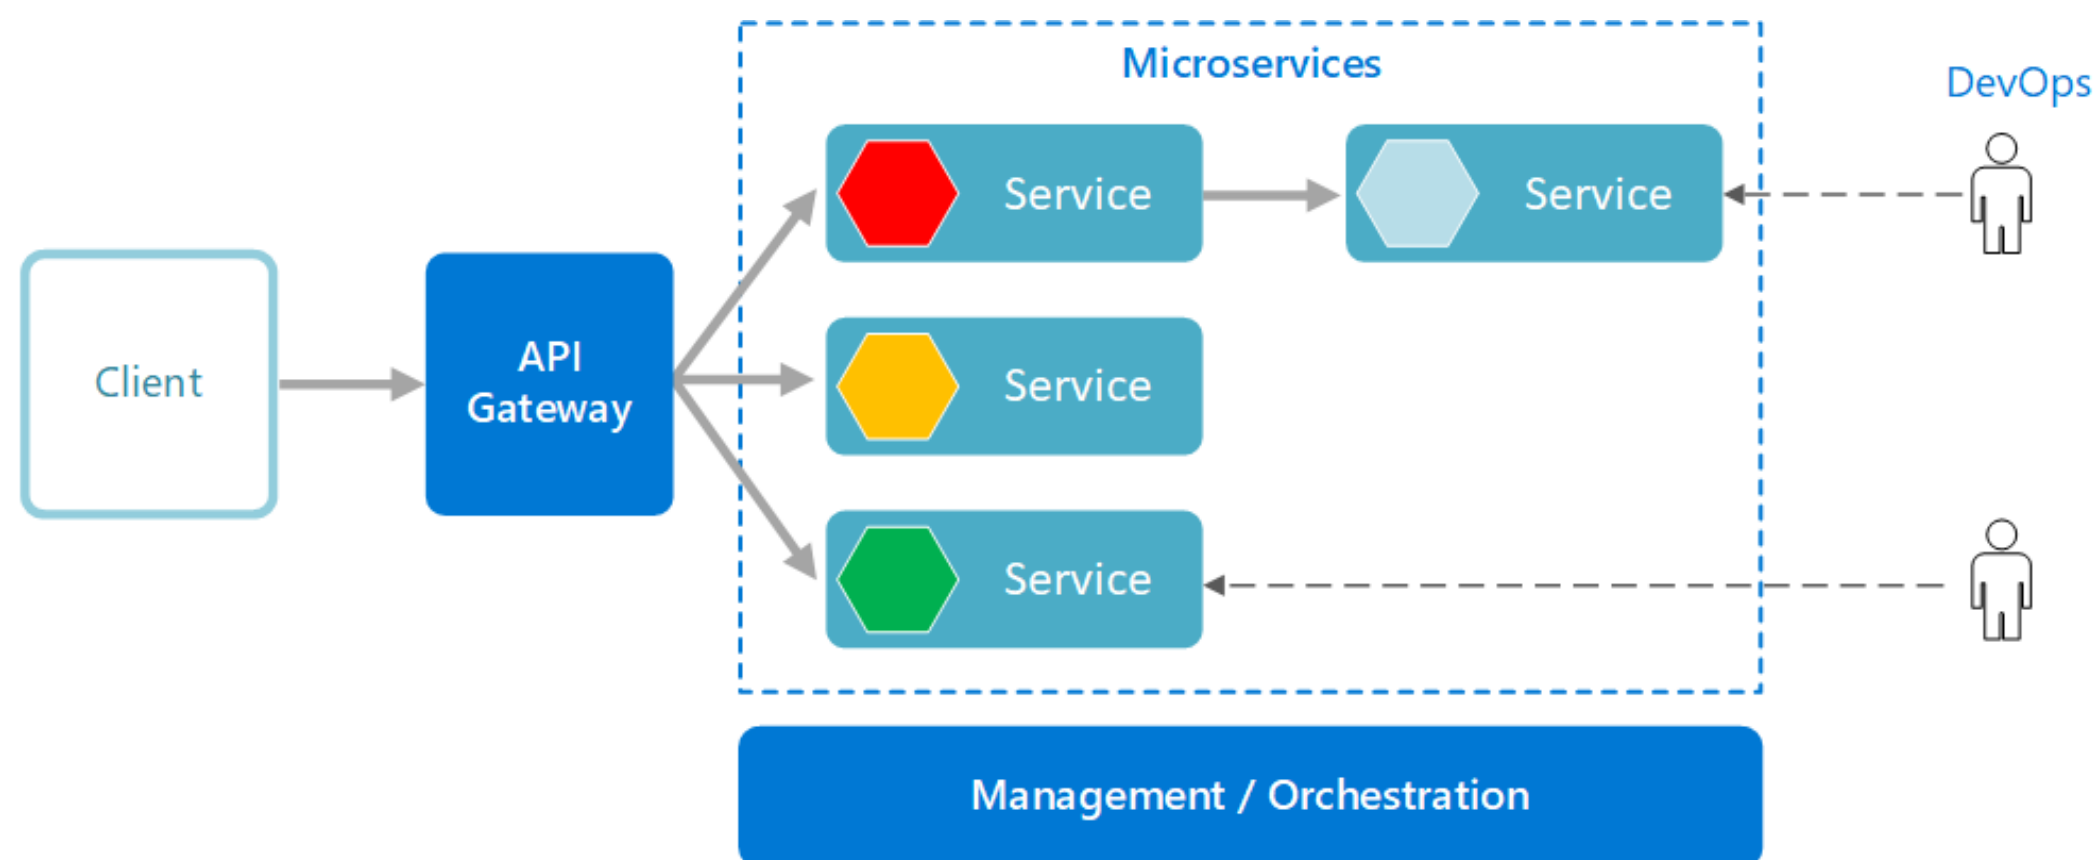 Microservices
DevOps
Service
Service
Client
API
Gateway
Service
Service
Management / Orchestration